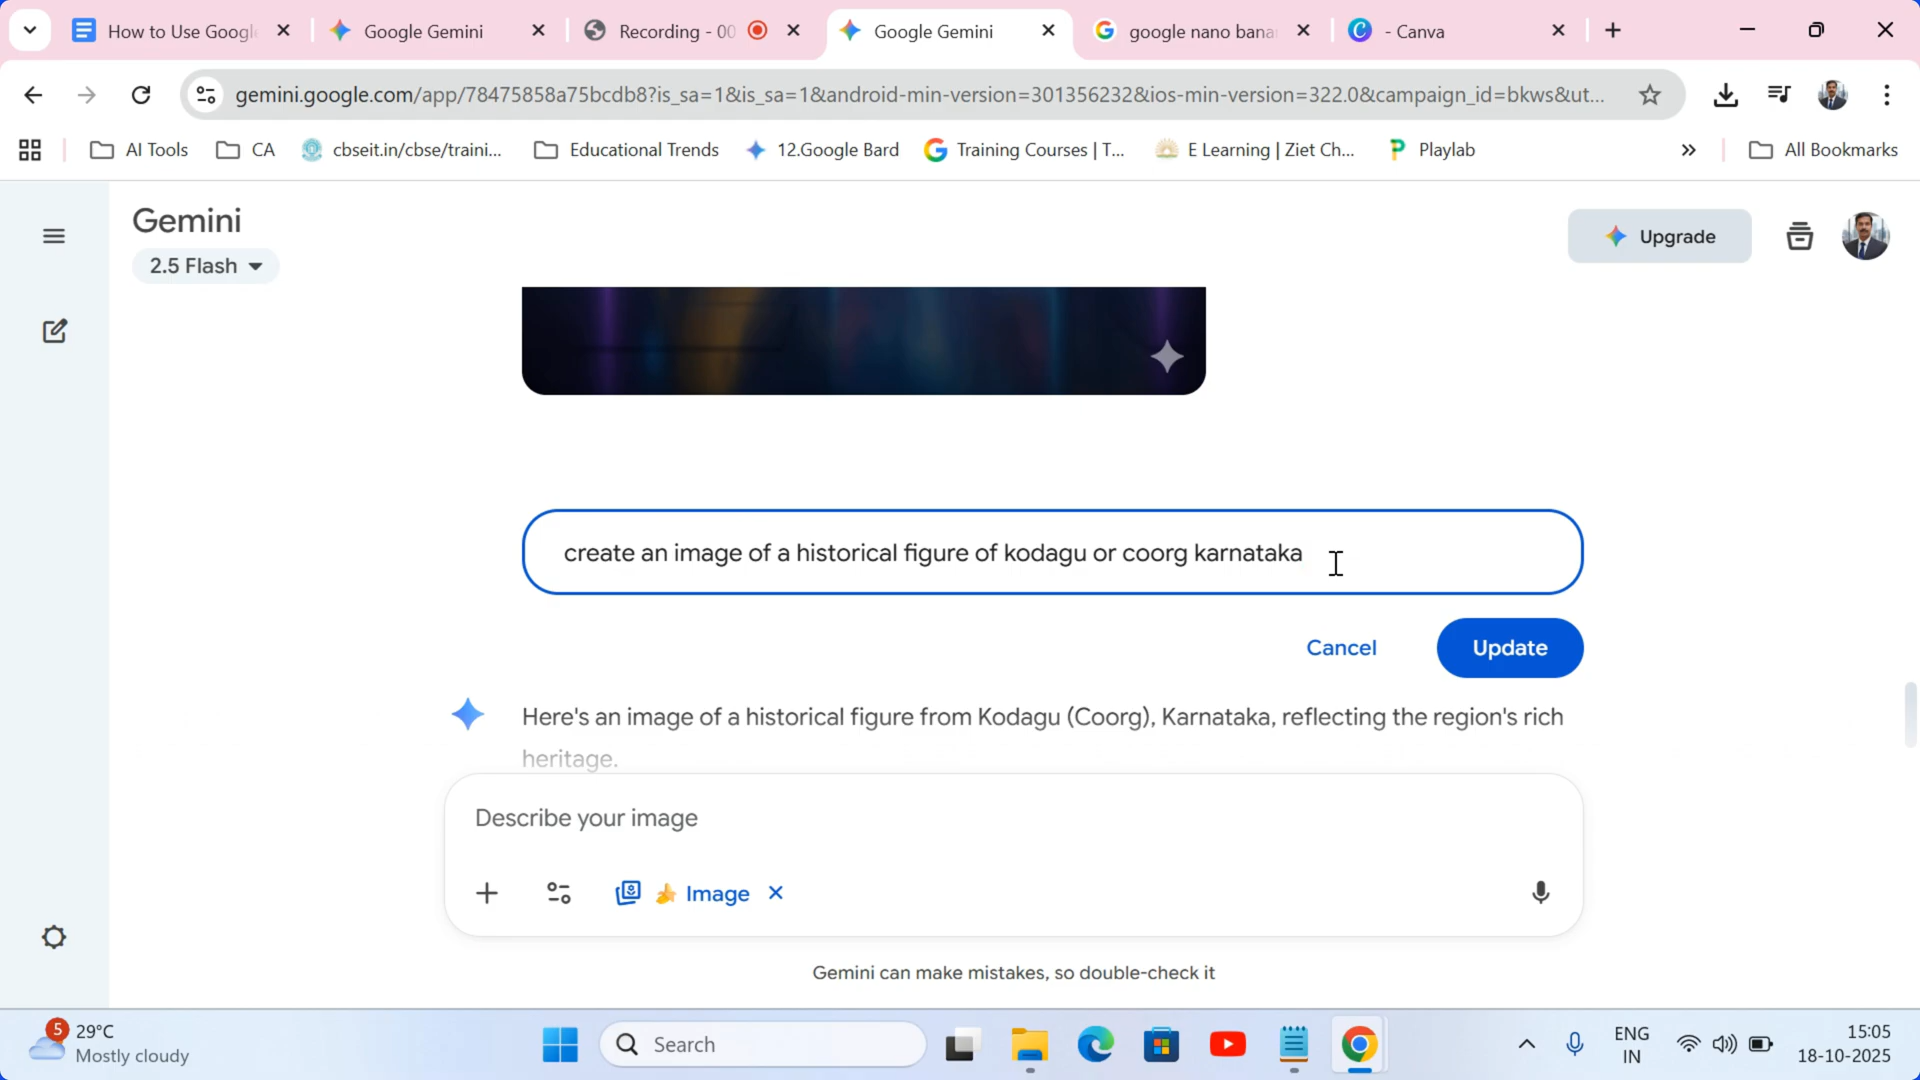 How to Use Googl
Google Gemini
Recording - 00
Google Gemini
google nano bana
- Canva
gemini.google.com/app/78475858a75bcdb8?is_sa=1&is_sa=1&android-min-version=301356232&ios-min-version=322.0&campaign_id=bkws&ut...
AI Tools
CA
cbseit.in/cbse/traini...
Educational Trends
12.Google Bard
Training Courses | T...
E Learning | Ziet Ch...
Playlab
All Bookmarks
Gemini
2.5 Flash
Upgrade
create an image of a historical figure of kodagu or coorg karnataka
Cancel
Update
Here's an image of a historical figure from Kodagu (Coorg), Karnataka, reflecting the region's rich
heritage.
Describe your image
Image
Gemini can make mistakes, so double-check it
5
29°C
Mostly cloudy
Search
ENG
IN
15:05
18-10-2025